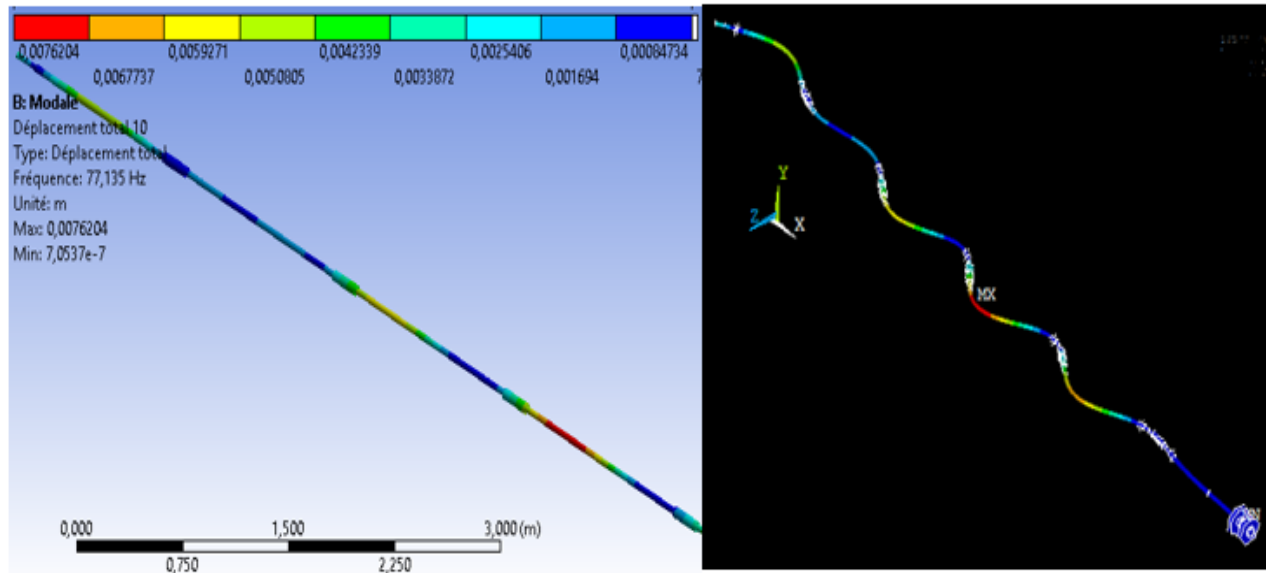 0,0076204 0,0059271 0,0042339 0,0025406 0,00084734
0,0067737 0,0050805 0,0033872 0,001694 7
B: Modale
Déplacement total 10
Type: Déplacement total
Fréquence: 77,135 Hz
Unité: m
Max: 0,0076204
Min: 7,0537e-7
0,000 1,500 3,000 (m)
0,750 2,250
Y
Z X
MX